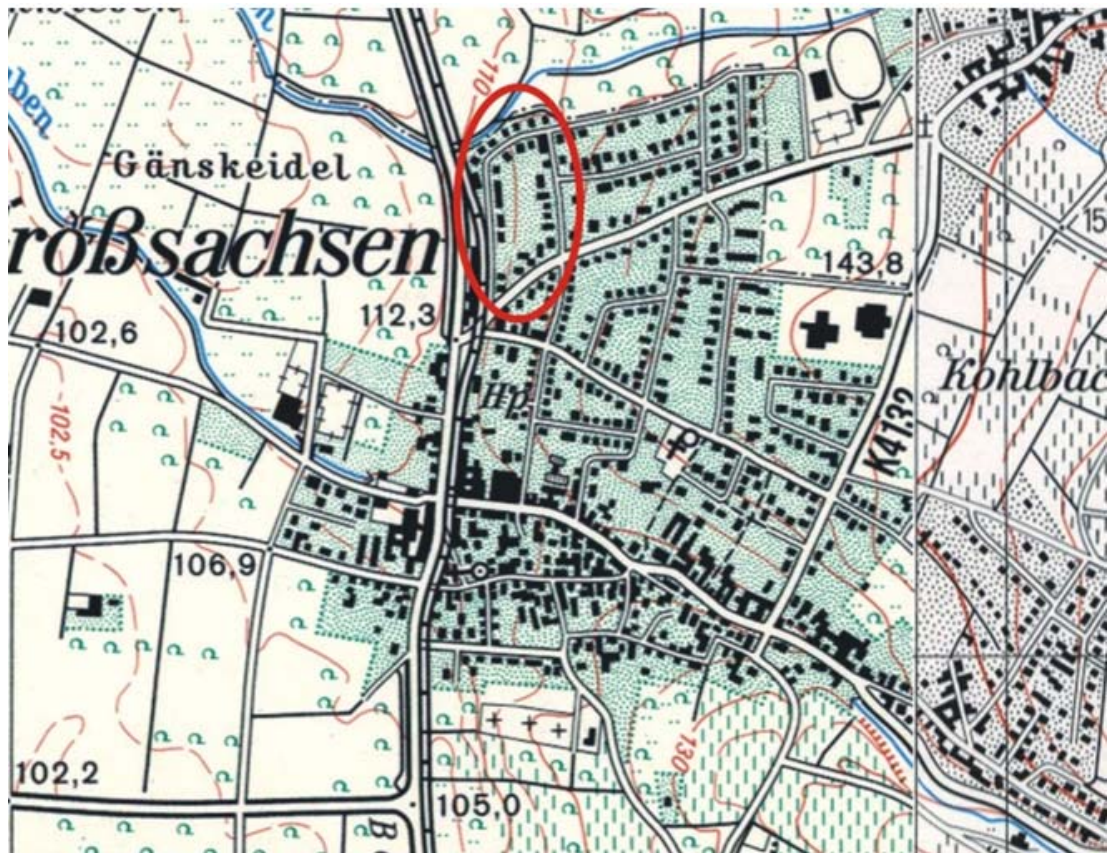 110
ben
Gänskeidel
roßsachsen
143,8
15
112,3
102,6
Kohlbac
Hp
102.5
K4133
106,9
130
102,2
105,0
B